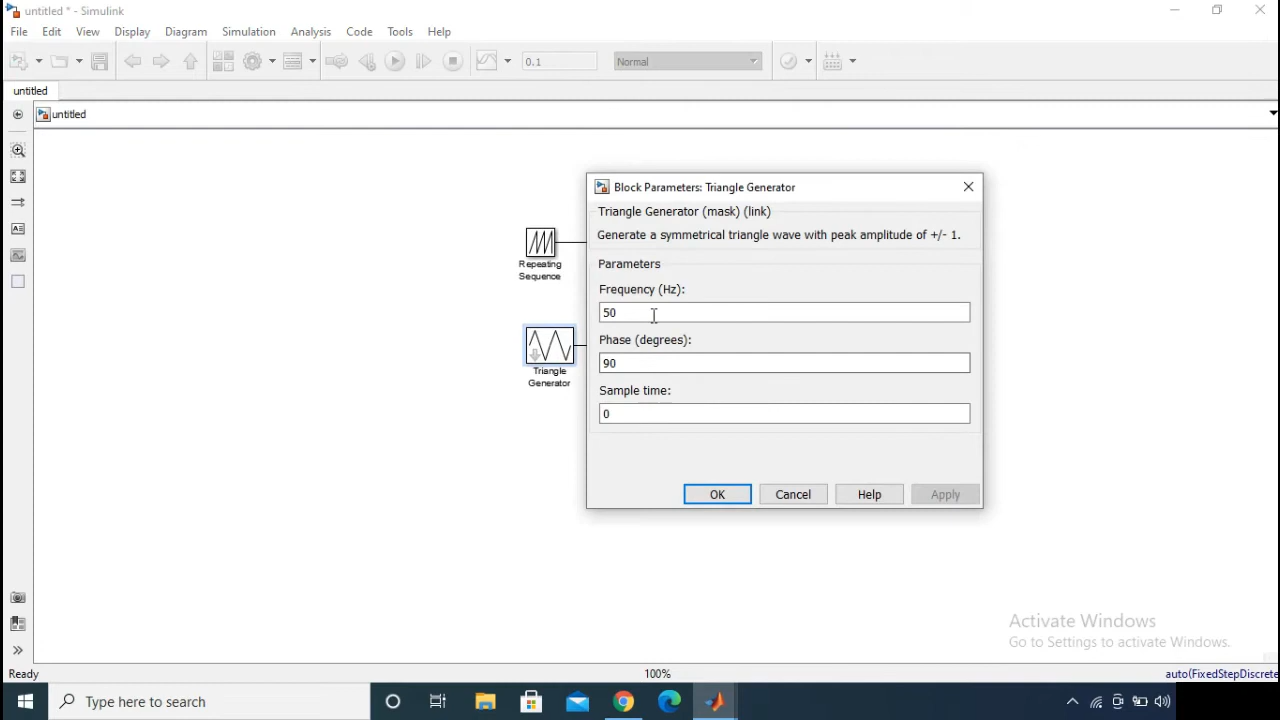 untitled * - Simulink
File Edit View Display Diagram Simulation Analysis Code Tools Help
0.1 Normal
untitled
untitled
Block Parameters: Triangle Generator
Triangle Generator (mask) (link)
Generate a symmetrical triangle wave with peak amplitude of +/- 1.
Parameters
Frequency (Hz):
50
Phase (degrees):
90
Sample time:
0
OK Cancel Help Apply
Repeating
Sequence
Triangle
Generator
Activate Windows
Go to Settings to activate Windows.
Ready 100% auto(FixedStepDiscrete
Type here to search